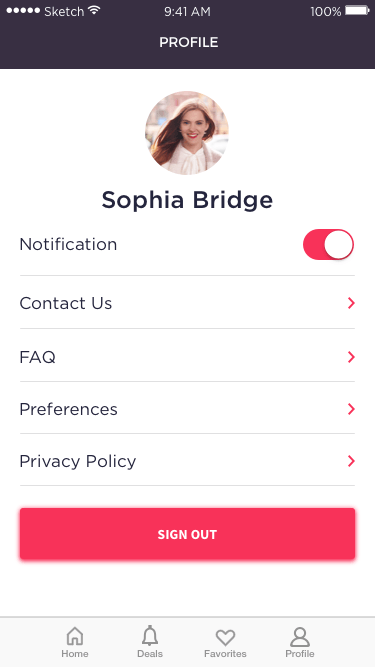 Sketch 9:41 AM 100%
PROFILE
Sophia Bridge
Notification
Contact Us
FAQ
Preferences
Privacy Policy
SIGN OUT
Home Deals Favorites Profile